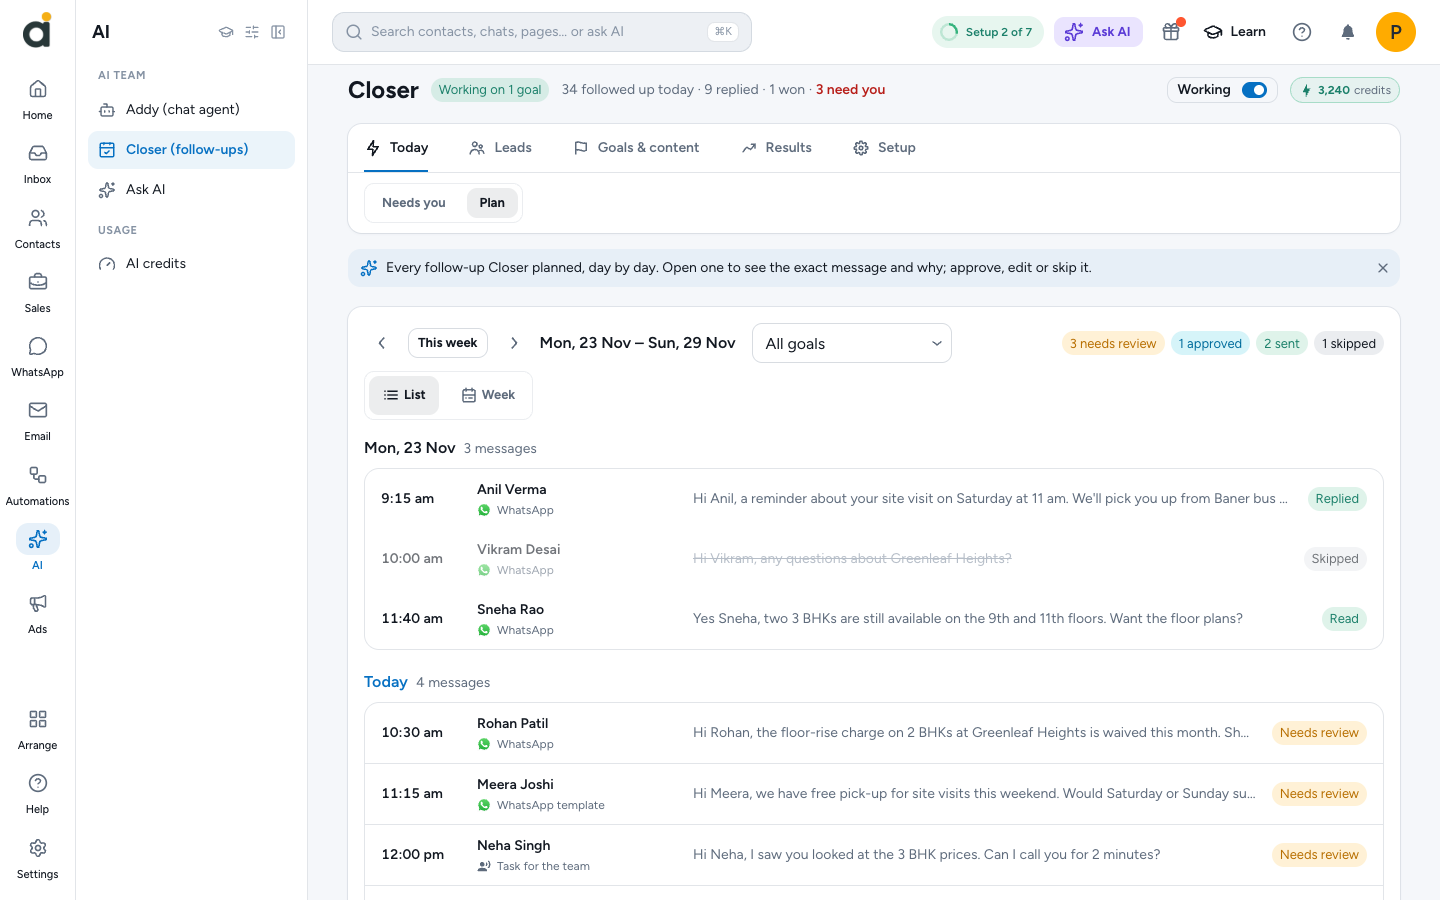 AI
Search contacts, chats, pages... or ask AI
⌘K
Setup 2 of 7
Ask AI
Learn
P
Home
Inbox
Contacts
Sales
WhatsApp
Email
Automations
AI
Ads
Arrange
Help
Settings
AI TEAM
Addy (chat agent)
Closer (follow-ups)
Ask AI
USAGE
AI credits
Closer
Working on 1 goal
34 followed up today · 9 replied · 1 won · 3 need you
Working
3,240 credits
Today
Leads
Goals & content
Results
Setup
Needs you
Plan
Every follow-up Closer planned, day by day. Open one to see the exact message and why; approve, edit or skip it.
This week
Mon, 23 Nov – Sun, 29 Nov
All goals
3 needs review
1 approved
2 sent
1 skipped
List
Week
Mon, 23 Nov 3 messages
9:15 am
Anil Verma
WhatsApp
Hi Anil, a reminder about your site visit on Saturday at 11 am. We'll pick you up from Baner bus ...
Replied
10:00 am
Vikram Desai
WhatsApp
Hi Vikram, any questions about Greenleaf Heights?
Skipped
11:40 am
Sneha Rao
WhatsApp
Yes Sneha, two 3 BHKs are still available on the 9th and 11th floors. Want the floor plans?
Read
Today 4 messages
10:30 am
Rohan Patil
WhatsApp
Hi Rohan, the floor-rise charge on 2 BHKs at Greenleaf Heights is waived this month. Sh...
Needs review
11:15 am
Meera Joshi
WhatsApp template
Hi Meera, we have free pick-up for site visits this weekend. Would Saturday or Sunday su...
Needs review
12:00 pm
Neha Singh
Task for the team
Hi Neha, I saw you looked at the 3 BHK prices. Can I call you for 2 minutes?
Needs review